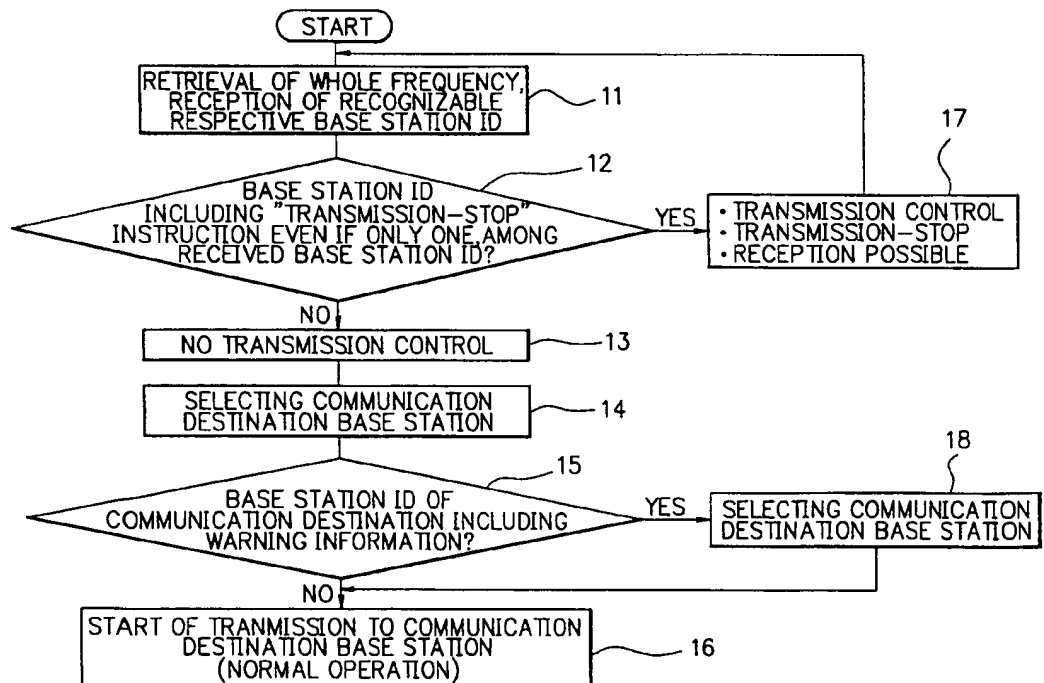 START
RETRIEVAL OF WHOLE FREQUENCY,
RECEPTION OF RECOGNIZABLE
RESPECTIVE BASE STATION ID
11
12
BASE STATION ID
INCLUDING "TRANSMISSION-STOP"
INSTRUCTION EVEN IF ONLY ONE AMONG
RECEIVED BASE STATION ID?
YES
17
· TRANSMISSION CONTROL
· TRANSMISSION-STOP
· RECEPTION POSSIBLE
NO
NO TRANSMISSION CONTROL
13
SELECTING COMMUNICATION
DESTINATION BASE STATION
14
15
BASE STATION ID OF
COMMUNICATION DESTINATION INCLUDING
WARNING INFORMATION?
YES
18
SELECTING COMMUNICATION
DESTINATION BASE STATION
NO
START OF TRANMISSION TO COMMUNICATION
DESTINATION BASE STATION
(NORMAL OPERATION)
16